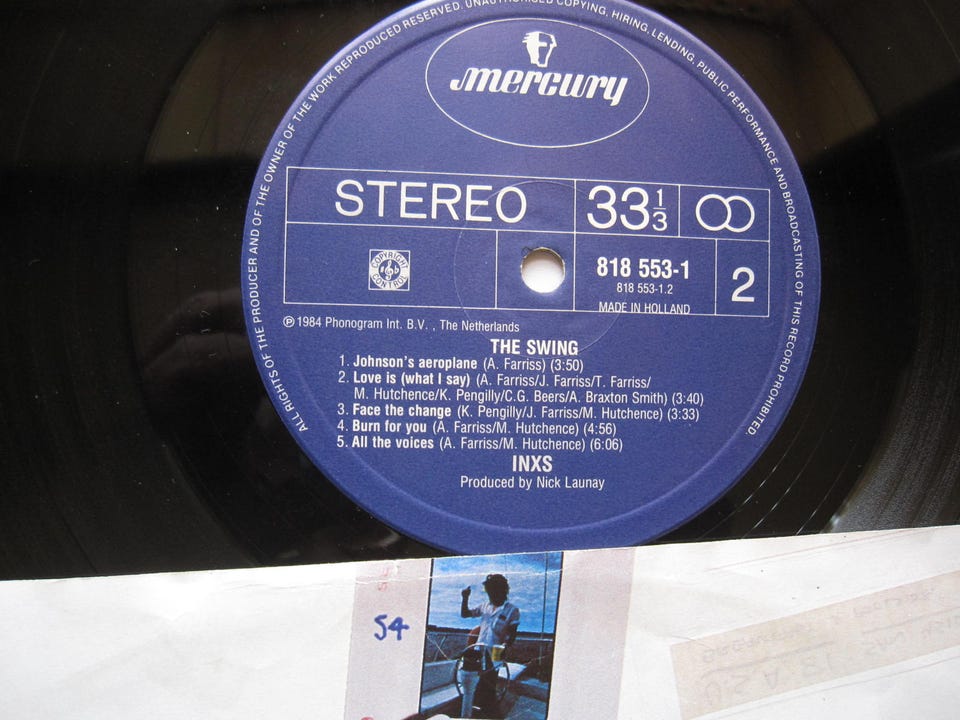 ALL RIGHTS OF THE PRODUCER AND OF THE OWNER OF THE WORK REPRODUCED RESERVED. UNAUTHORISED COPYING, HIRING, LENDING, PUBLIC PERFORMANCE AND BROADCASTING OF THIS RECORD PROHIBITED.
mercury
STEREO 33 1/3
COPYRIGHT CONTROL
818 553-1
818 553-1.2
MADE IN HOLLAND
2
℗ 1984 Phonogram Int. B.V. , The Netherlands
THE SWING
1. Johnson's aeroplane (A. Farriss) (3:50)
2. Love is (what I say) (A. Farriss/J. Farriss/T. Farriss/
M. Hutchence/K. Pengilly/C.G. Beers/A. Braxton Smith) (3:40)
3. Face the change (K. Pengilly/J. Farriss/M. Hutchence) (3:33)
4. Burn for you (A. Farriss/M. Hutchence) (4:56)
5. All the voices (A. Farriss/M. Hutchence) (6:06)
INXS
Produced by Nick Launay
54